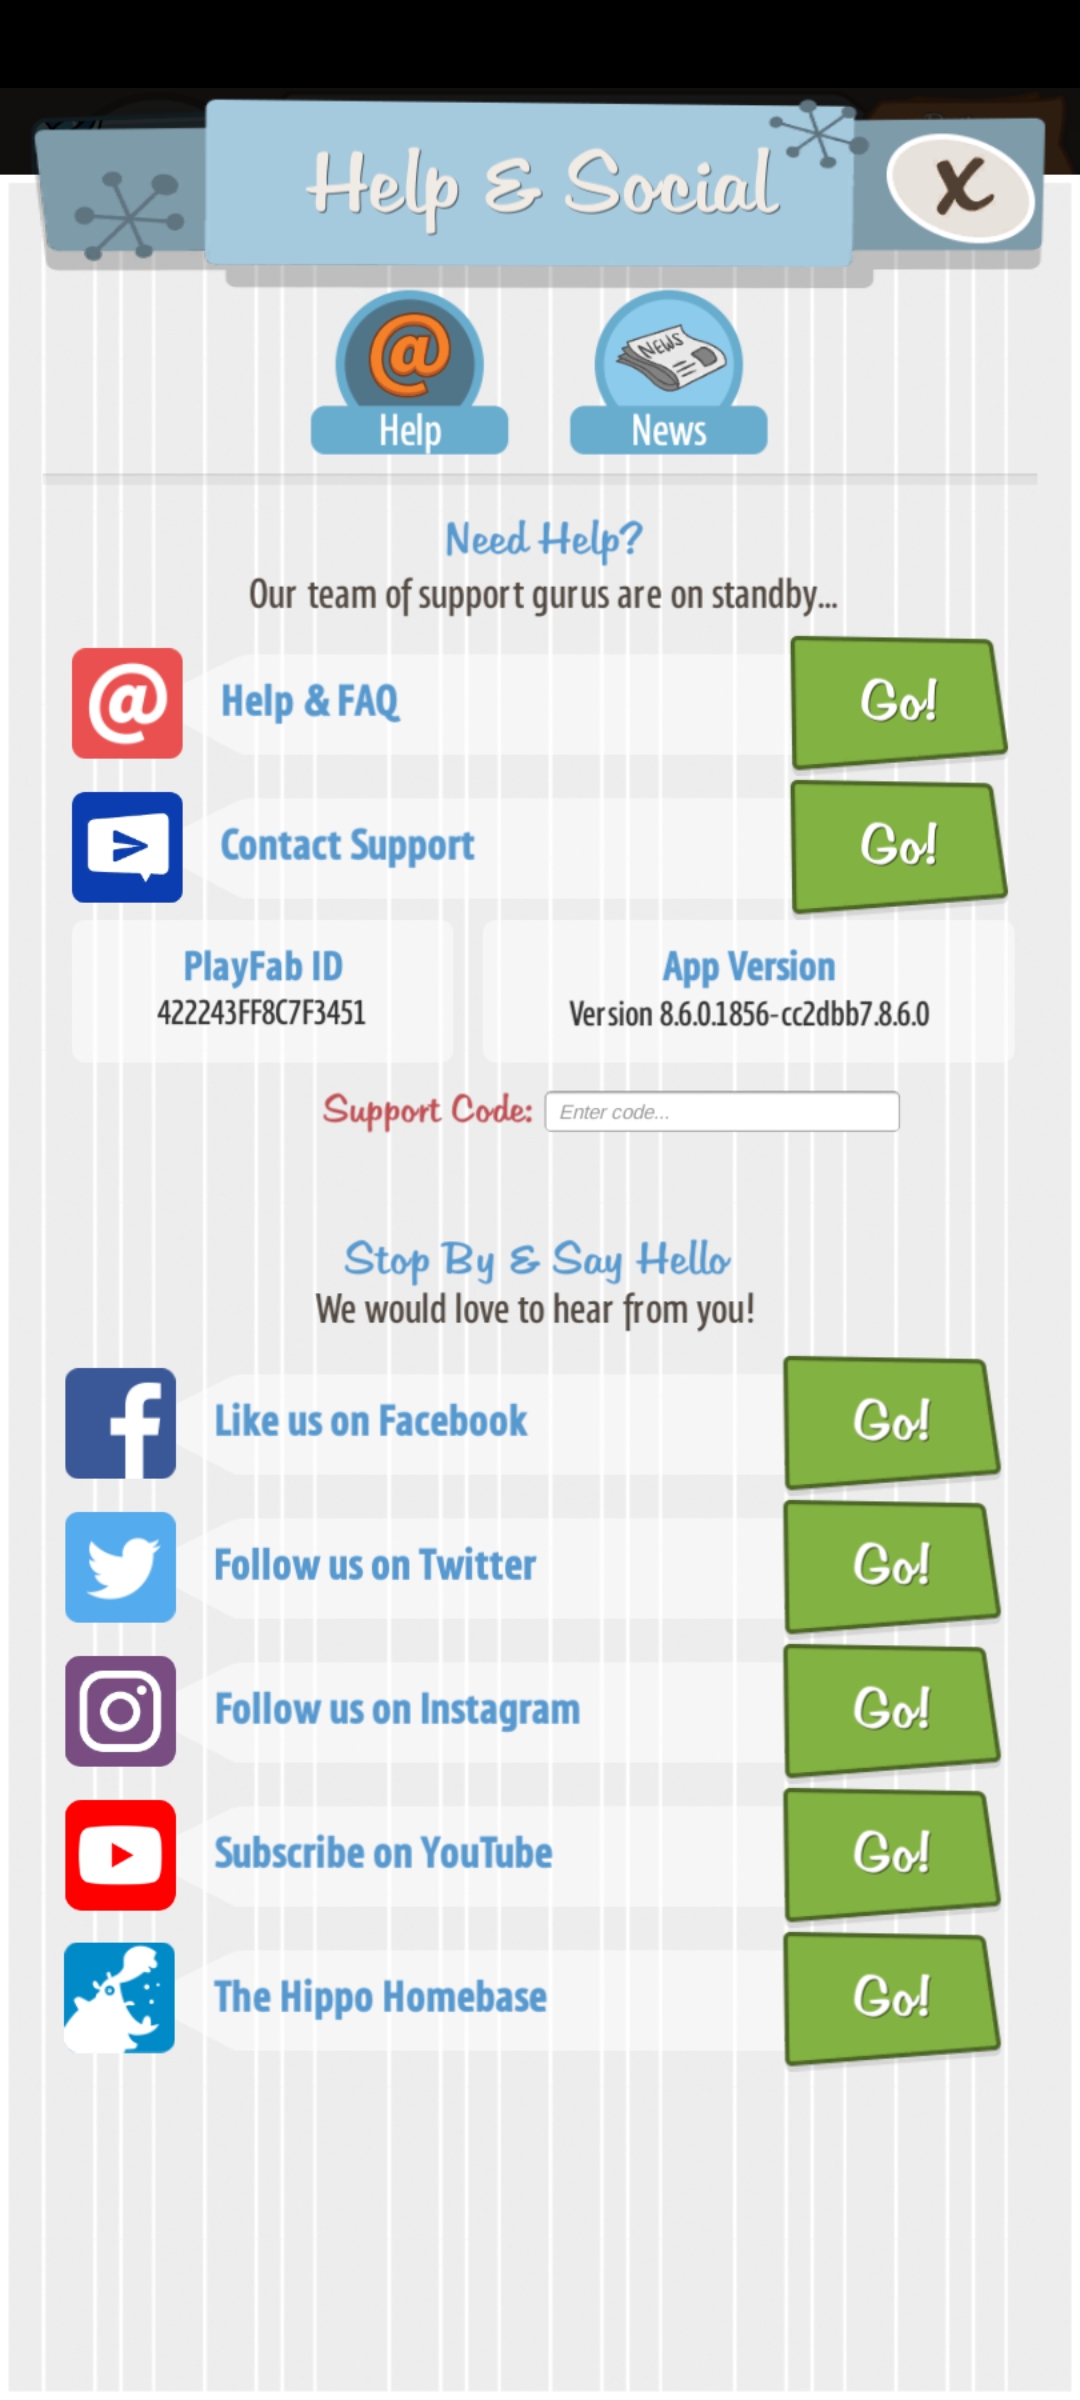 Help & Social
X
@
Help
NEWS
News
Need Help?
Our team of support gurus are on standby...
@
Help & FAQ
Go!
Contact Support
Go!
PlayFab ID
App Version
422243FF8C7F3451
Version 8.6.0.1856-cc2dbb7.8.6.0
Support Code:
Enter code...
Stop By & Say Hello
We would love to hear from you!
f
Like us on Facebook
Go!
Follow us on Twitter
Go!
Follow us on Instagram
Go!
Subscribe on YouTube
Go!
The Hippo Homebase
Go!